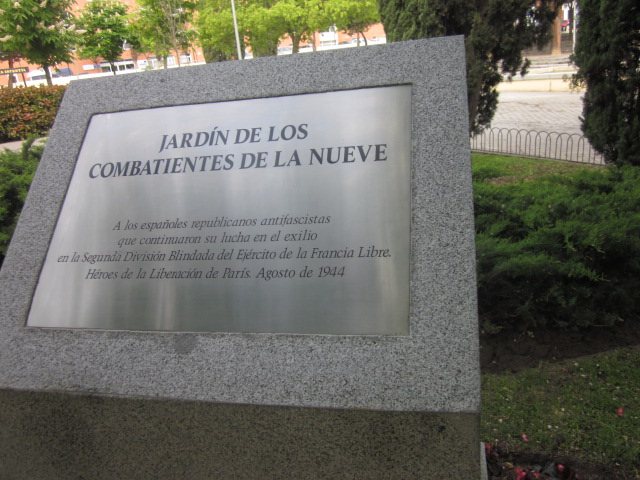 JARDÍN DE LOS
COMBATIENTES DE LA NUEVE
A los españoles republicanos antifascistas
que continuaron su lucha en el exilio
en la Segunda División Blindada del Ejército de la Francia Libre.
Héroes de la Liberación de París. Agosto de 1944